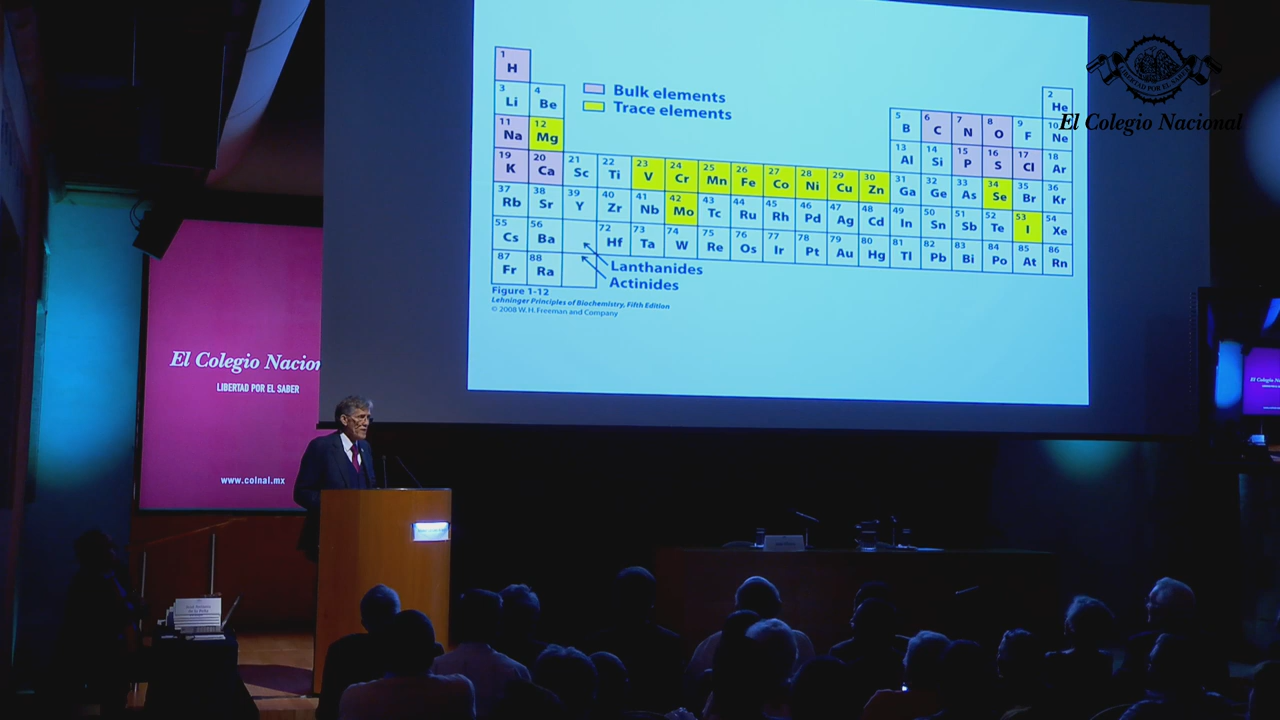 1 2
H He
Bulk elements
Trace elements
3 4 5 6 7 8 9 10
Li Be B C N O F Ne
11 12 13 14 15 16 17 18
Na Mg Al Si P S Cl Ar
19 20 21 22 23 24 25 26 27 28 29 30 31 32 33 34 35 36
K Ca Sc Ti V Cr Mn Fe Co Ni Cu Zn Ga Ge As Se Br Kr
37 38 39 40 41 42 43 44 45 46 47 48 49 50 51 52 53 54
Rb Sr Y Zr Nb Mo Tc Ru Rh Pd Ag Cd In Sn Sb Te I Xe
55 56 72 73 74 75 76 77 78 79 80 81 82 83 84 85 86
Cs Ba Hf Ta W Re Os Ir Pt Au Hg Tl Pb Bi Po At Rn
87 88
Fr Ra
Lanthanides
Actinides
Figure 1-12
Lehninger Principles of Biochemistry, Fifth Edition
© 2008 W. H. Freeman and Company
LIBERTAD POR EL SABER
El Colegio Nacional
El Colegio Nacion
LIBERTAD POR EL SABER
www.colnal.mx